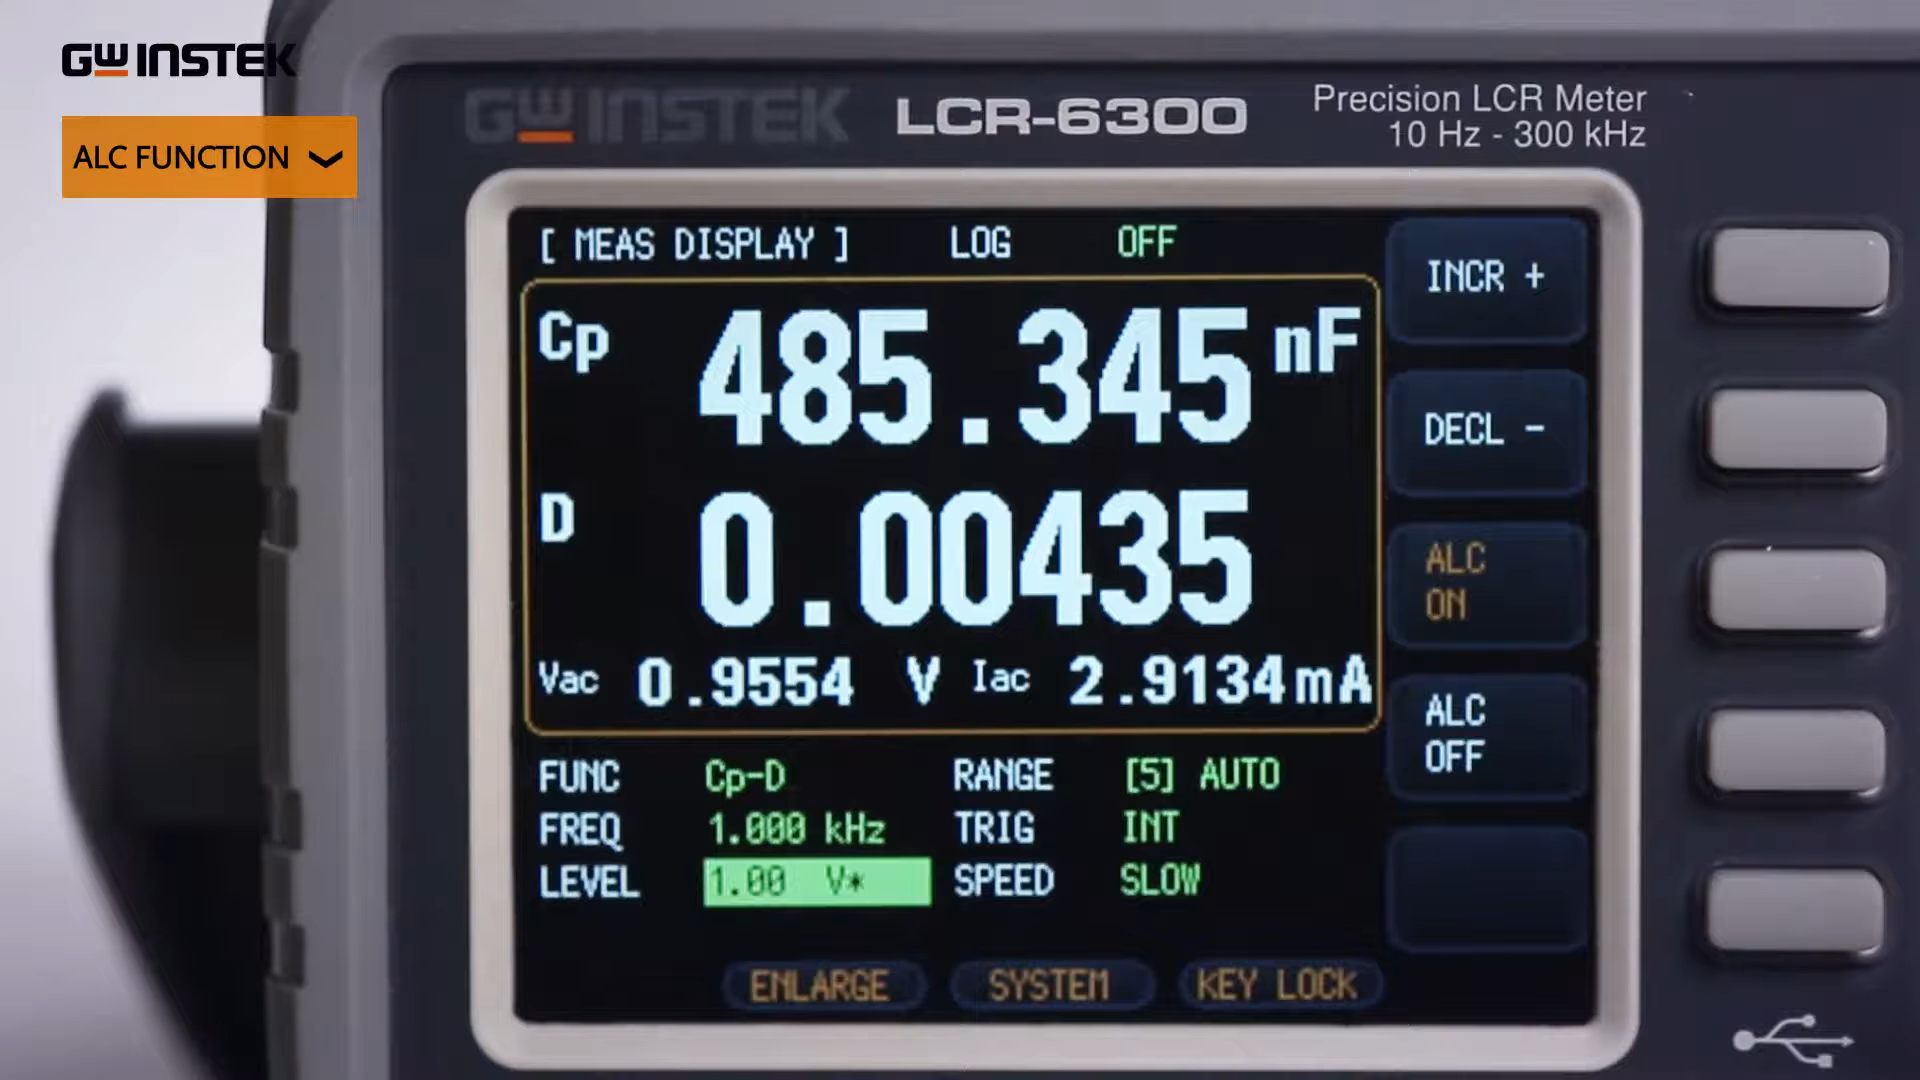 GW INSTEK
ALC FUNCTION
GW INSTEK LCR-6300 Precision LCR Meter
10 Hz - 300 kHz
[ MEAS DISPLAY ] LOG OFF
INCR +
Cp 485.345 nF
DECL -
D 0.00435
ALC
ON
Vac 0.9554 V Iac 2.9134mA
ALC
OFF
FUNC Cp-D RANGE [5] AUTO
FREQ 1.000 kHz TRIG INT
LEVEL 1.00 V* SPEED SLOW
ENLARGE SYSTEM KEY LOCK